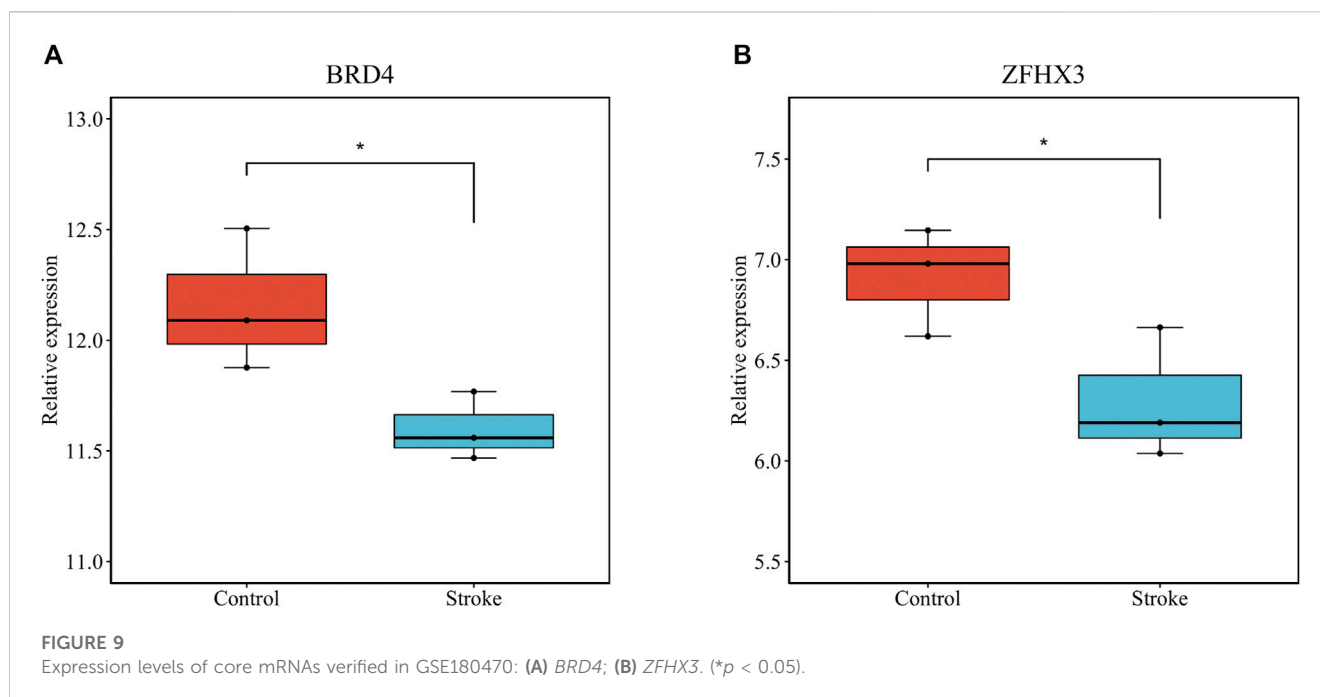 A
BRD4
13.0
12.5
12.0
11.5
11.0
Relative expression
*
Control
Stroke
B
ZFHX3
7.5
7.0
6.5
6.0
5.5
Relative expression
*
Control
Stroke
FIGURE 9
Expression levels of core mRNAs verified in GSE180470: (A) BRD4; (B) ZFHX3. (*p < 0.05).